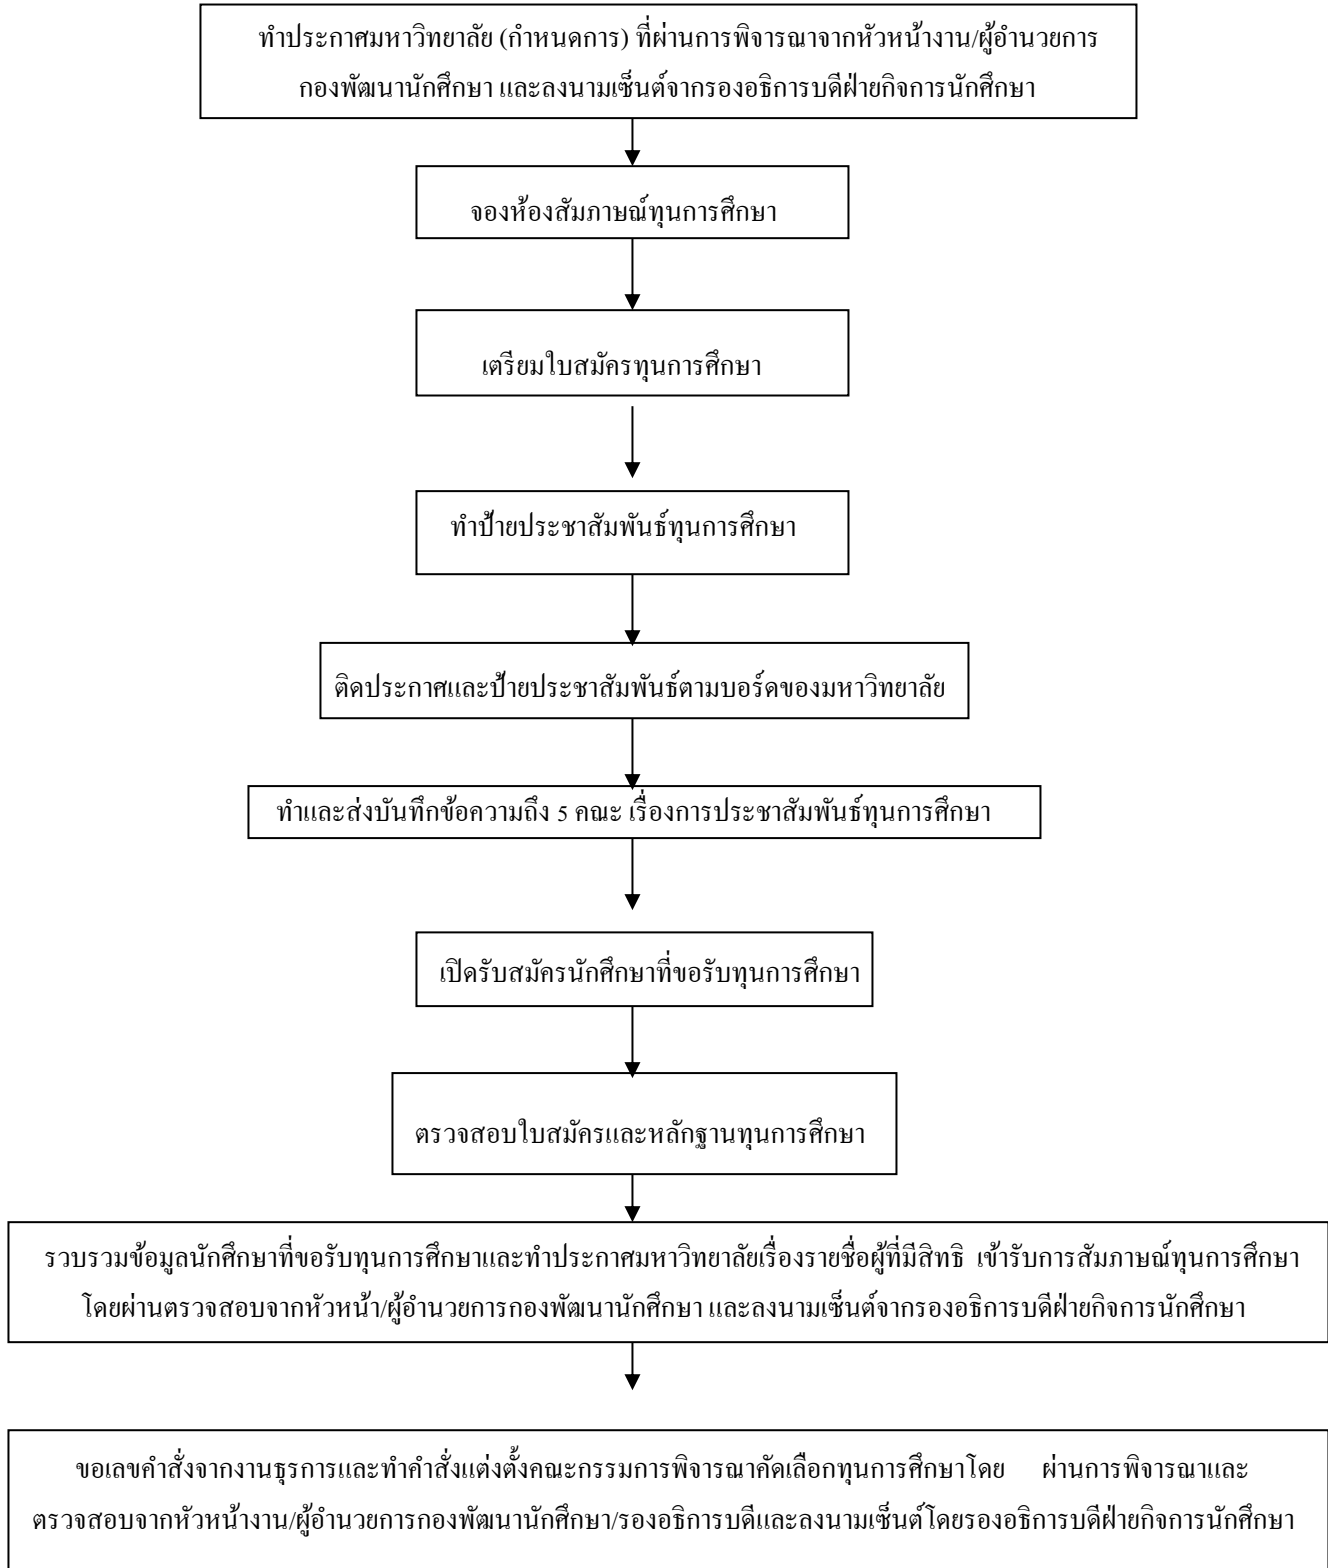 ทำประกาศมหาวิทยาลัย (กำหนดการ) ที่ผ่านการพิจารณาจากหัวหน้างาน/ผู้อำนวยการ
กองพัฒนานักศึกษา และลงนามเซ็นต์จากรองอธิการบดีฝ่ายกิจการนักศึกษา
จองห้องสัมภาษณ์ทุนการศึกษา
เตรียมใบสมัครทุนการศึกษา
ทำป้ายประชาสัมพันธ์ทุนการศึกษา
ติดประกาศและป้ายประชาสัมพันธ์ตามบอร์ดของมหาวิทยาลัย
ทำและส่งบันทึกข้อความถึง 5 คณะ เรื่องการประชาสัมพันธ์ทุนการศึกษา
เปิดรับสมัครนักศึกษาที่ขอรับทุนการศึกษา
ตรวจสอบใบสมัครและหลักฐานทุนการศึกษา
รวบรวมข้อมูลนักศึกษาที่ขอรับทุนการศึกษาและทำประกาศมหาวิทยาลัยเรื่องรายชื่อผู้ที่มีสิทธิ เข้ารับการสัมภาษณ์ทุนการศึกษา
โดยผ่านตรวจสอบจากหัวหน้า/ผู้อำนวยการกองพัฒนานักศึกษา และลงนามเซ็นต์จากรองอธิการบดีฝ่ายกิจการนักศึกษา
ขอเลขคำสั่งจากงานธุรการและทำคำสั่งแต่งตั้งคณะกรรมการพิจารณาคัดเลือกทุนการศึกษาโดย ผ่านการพิจารณาและ
ตรวจสอบจากหัวหน้างาน/ผู้อำนวยการกองพัฒนานักศึกษา/รองอธิการบดีและลงนามเซ็นต์โดยรองอธิการบดีฝ่ายกิจการนักศึกษา